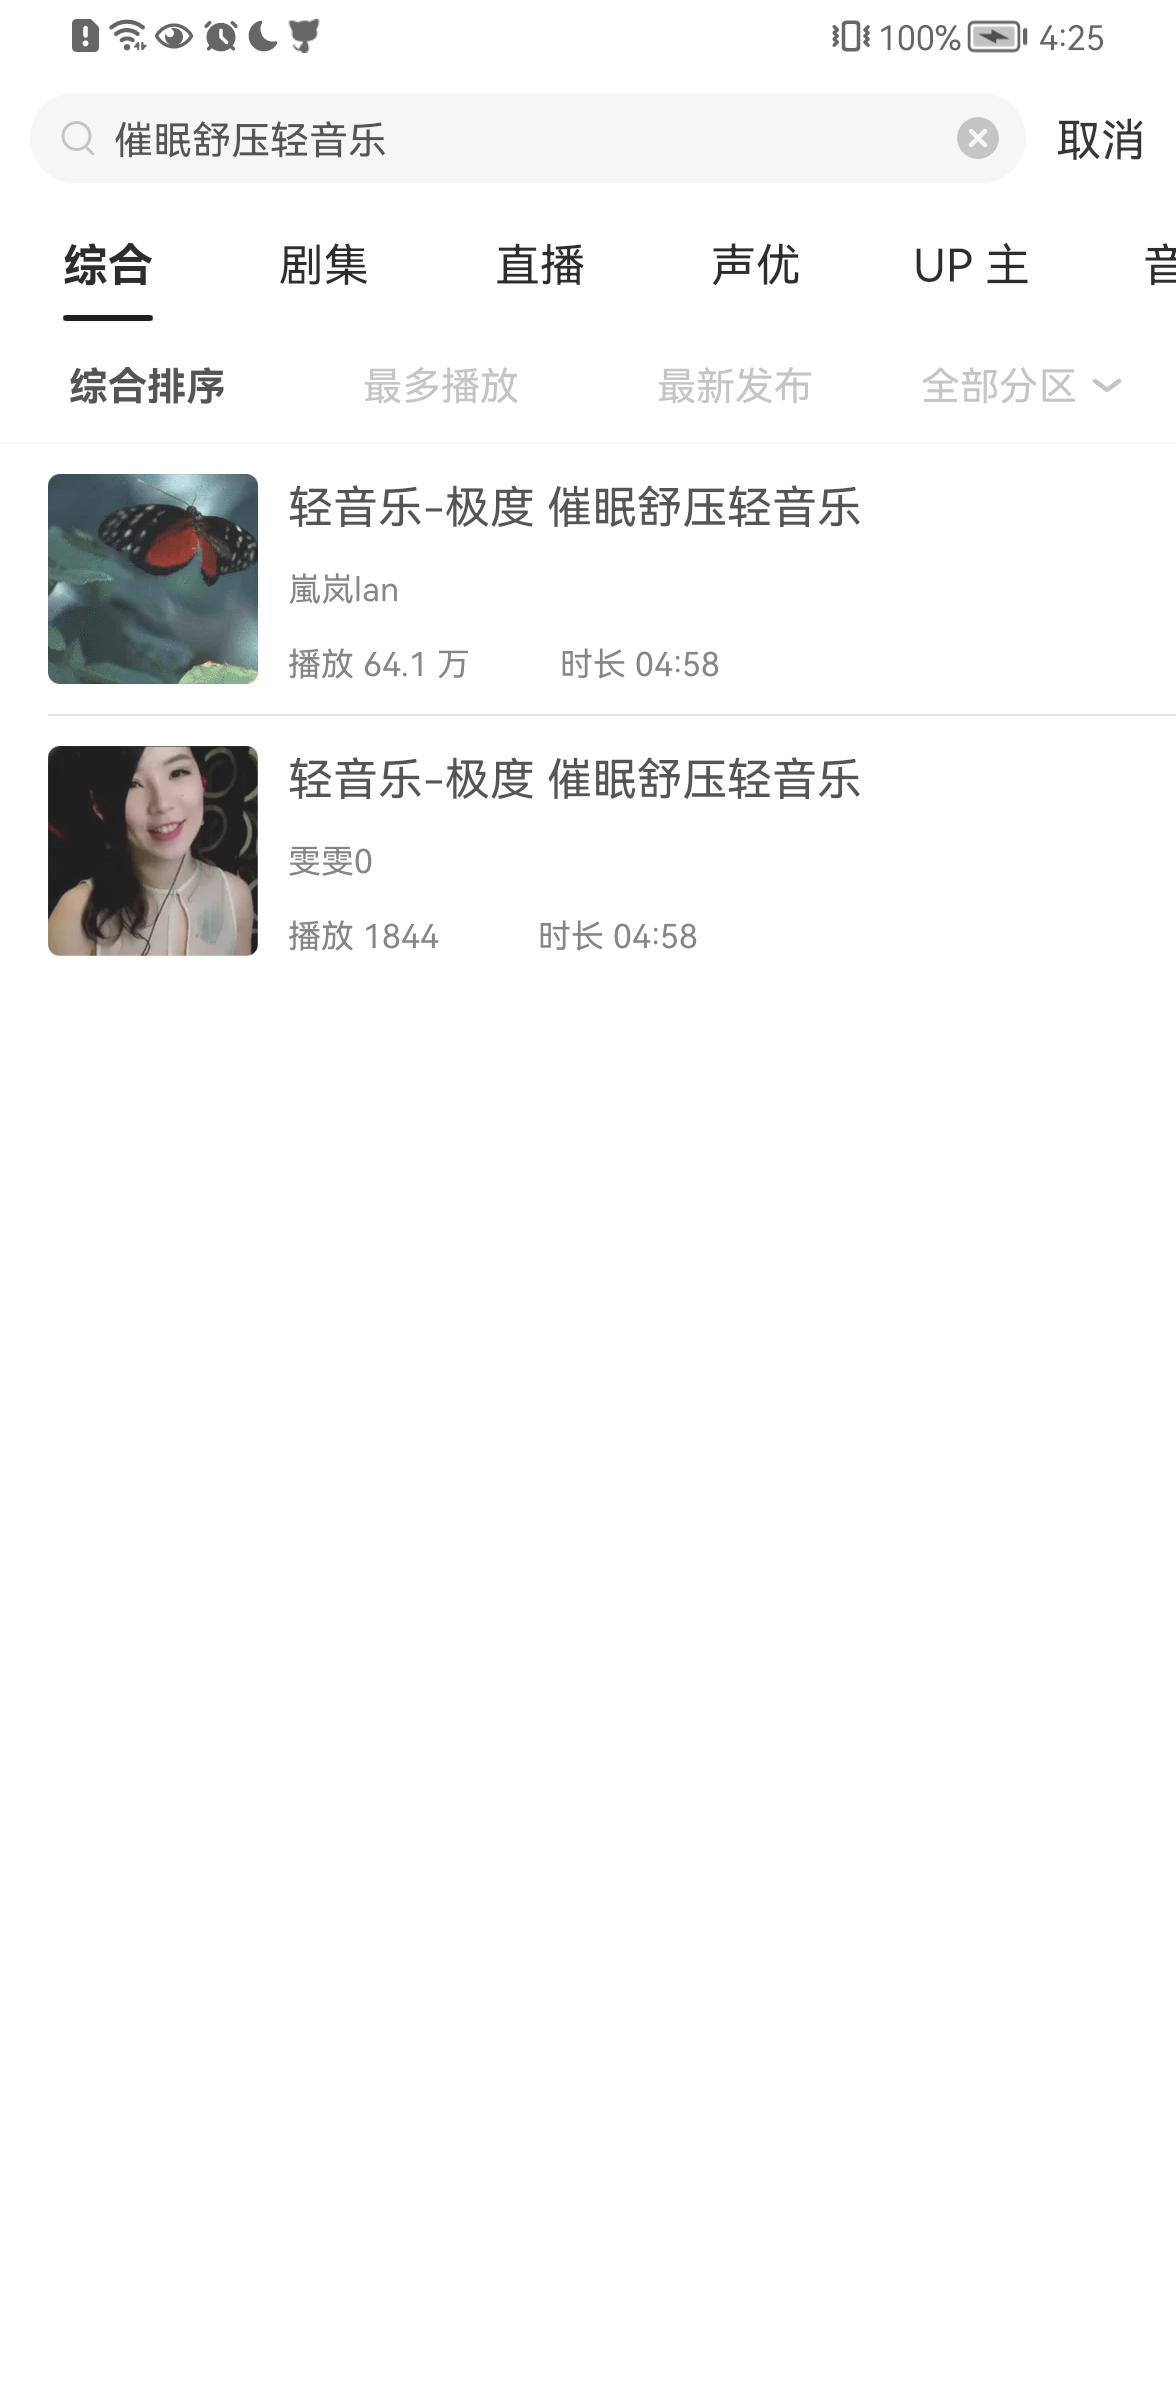 100% 4:25
催眠舒压轻音乐 取消
综合 剧集 直播 声优 UP 主 音
综合排序 最多播放 最新发布 全部分区
轻音乐-极度 催眠舒压轻音乐
嵐岚lan
播放 64.1 万 时长 04:58
轻音乐-极度 催眠舒压轻音乐
雯雯0
播放 1844 时长 04:58